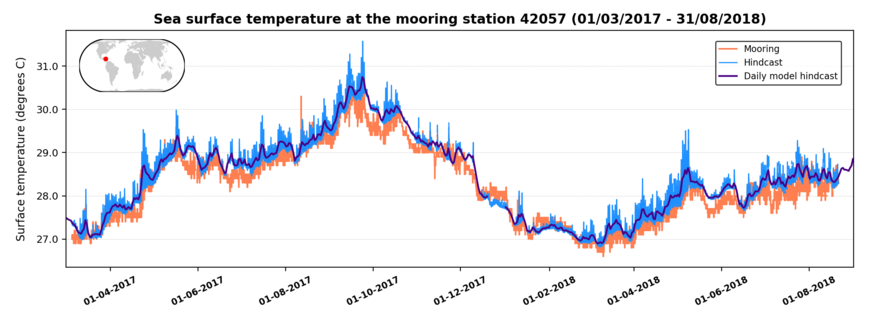 Sea surface temperature at the mooring station 42057 (01/03/2017 - 31/08/2018)
Surface temperature (degrees C)
31.0
30.0
29.0
28.0
27.0
Mooring
Hindcast
Daily model hindcast
01-04-2017
01-06-2017
01-08-2017
01-10-2017
01-12-2017
01-02-2018
01-04-2018
01-06-2018
01-08-2018